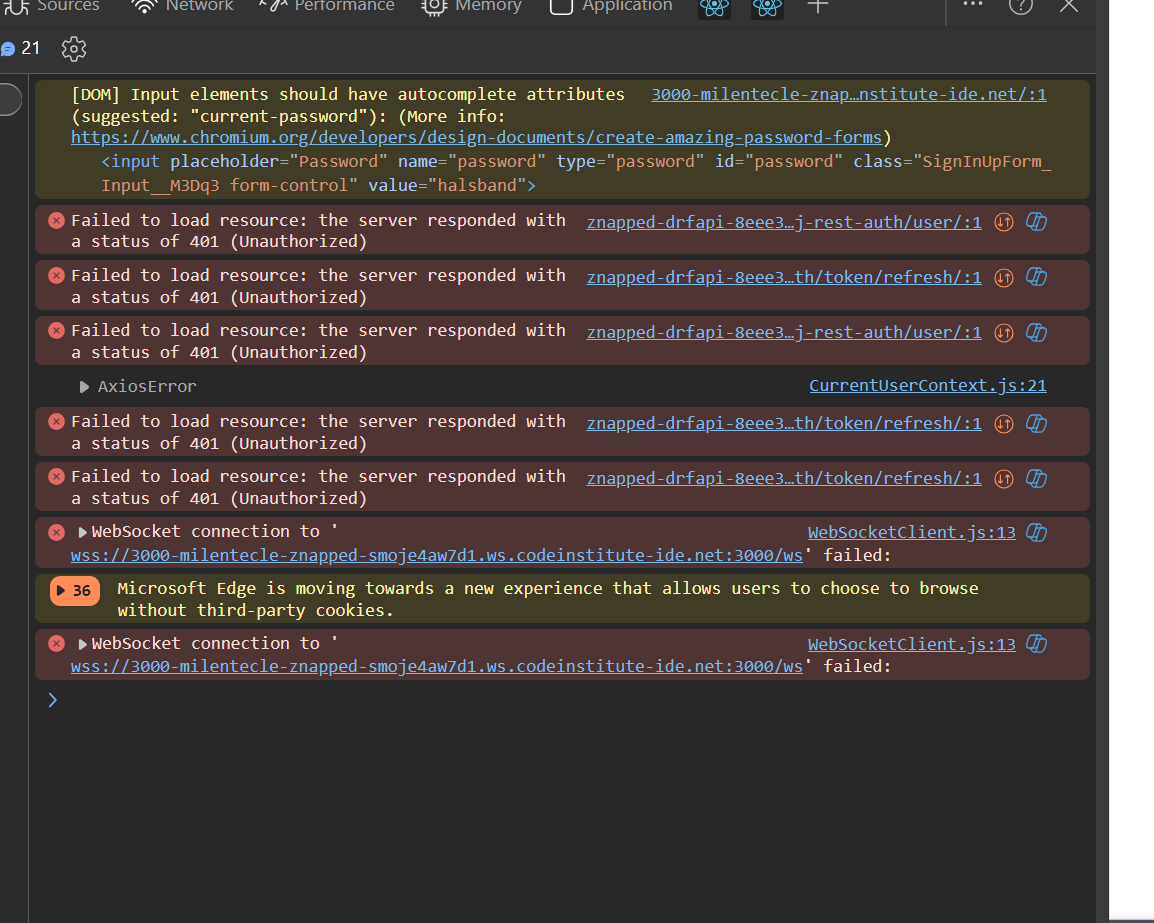 Sources Network Performance Memory Application
21
[DOM] Input elements should have autocomplete attributes 3000-milentecle-znap…nstitute-ide.net/:1
(suggested: "current-password"): (More info:
https://www.chromium.org/developers/design-documents/create-amazing-password-forms)
<input placeholder="Password" name="password" type="password" id="password" class="SignInUpForm_
Input__M3Dq3 form-control" value="halsband">
Failed to load resource: the server responded with znapped-drfapi-8eee3…j-rest-auth/user/:1
a status of 401 (Unauthorized)
Failed to load resource: the server responded with znapped-drfapi-8eee3…th/token/refresh/:1
a status of 401 (Unauthorized)
Failed to load resource: the server responded with znapped-drfapi-8eee3…j-rest-auth/user/:1
a status of 401 (Unauthorized)
AxiosError CurrentUserContext.js:21
Failed to load resource: the server responded with znapped-drfapi-8eee3…th/token/refresh/:1
a status of 401 (Unauthorized)
Failed to load resource: the server responded with znapped-drfapi-8eee3…th/token/refresh/:1
a status of 401 (Unauthorized)
WebSocket connection to ' WebSocketClient.js:13
wss://3000-milentecle-znapped-smoje4aw7d1.ws.codeinstitute-ide.net:3000/ws' failed:
36 Microsoft Edge is moving towards a new experience that allows users to choose to browse
without third-party cookies.
WebSocket connection to ' WebSocketClient.js:13
wss://3000-milentecle-znapped-smoje4aw7d1.ws.codeinstitute-ide.net:3000/ws' failed: